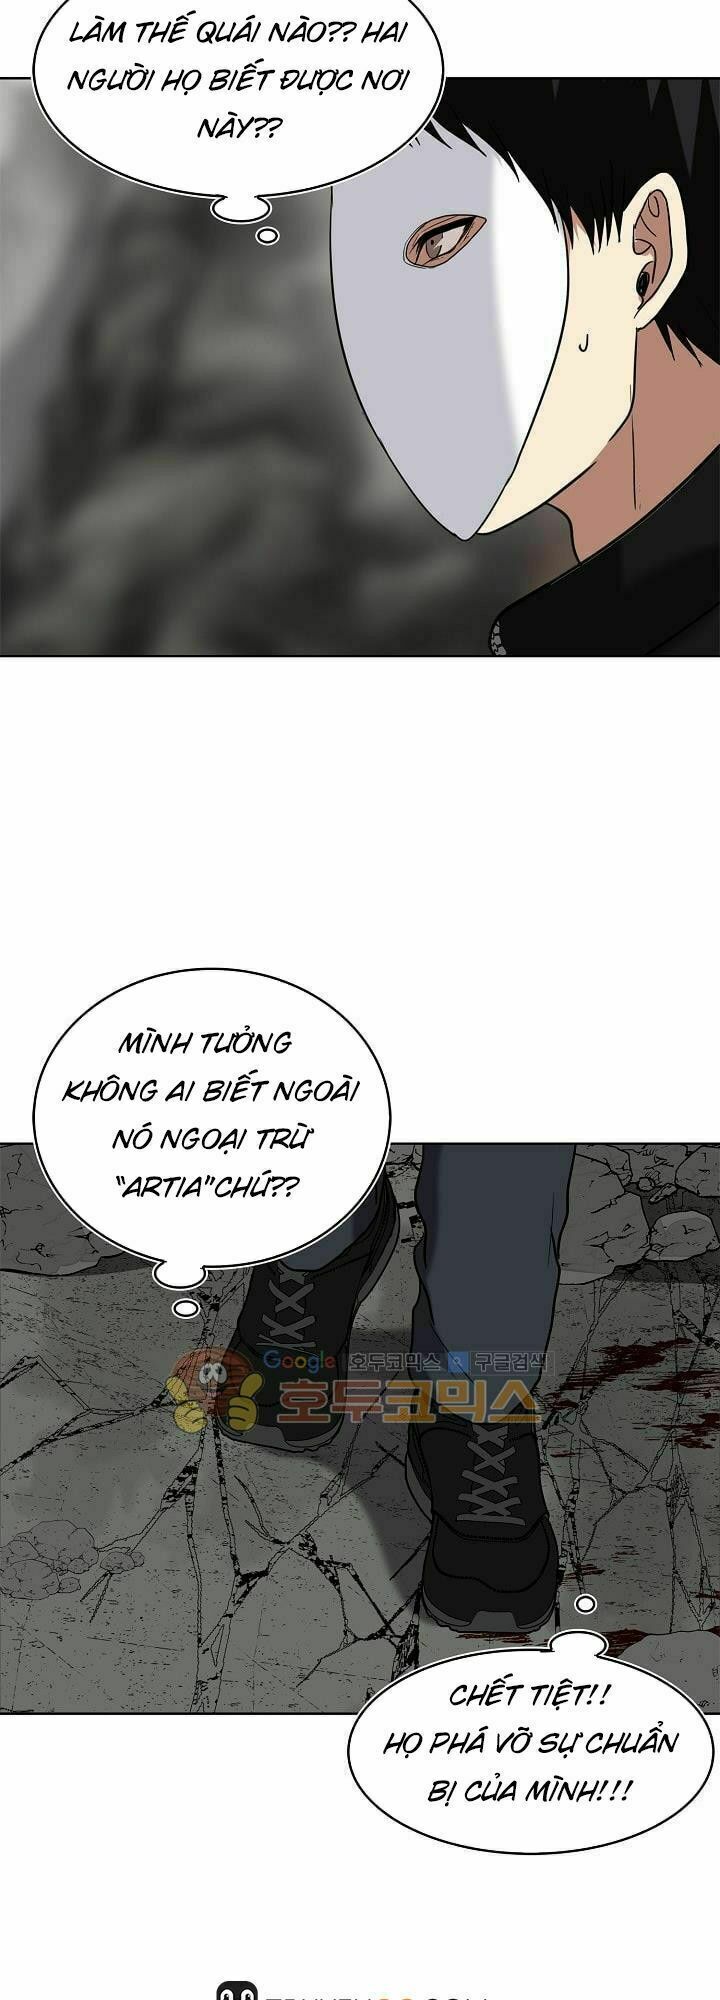 LÀM THẾ QUÁI NÀO?? HAI
NGƯỜI HỌ BIẾT ĐƯỢC NƠI
NÀY??
MÌNH TƯỞNG
KHÔNG AI BIẾT NGOÀI
NÓ NGOẠI TRỪ
"ARTIA"CHỨ??
Google 호두코믹스 구글검색
호두코믹스
CHẾT TIỆT!!
HỌ PHÁ VỠ SỰ CHUẨN
BỊ CỦA MÌNH!!!